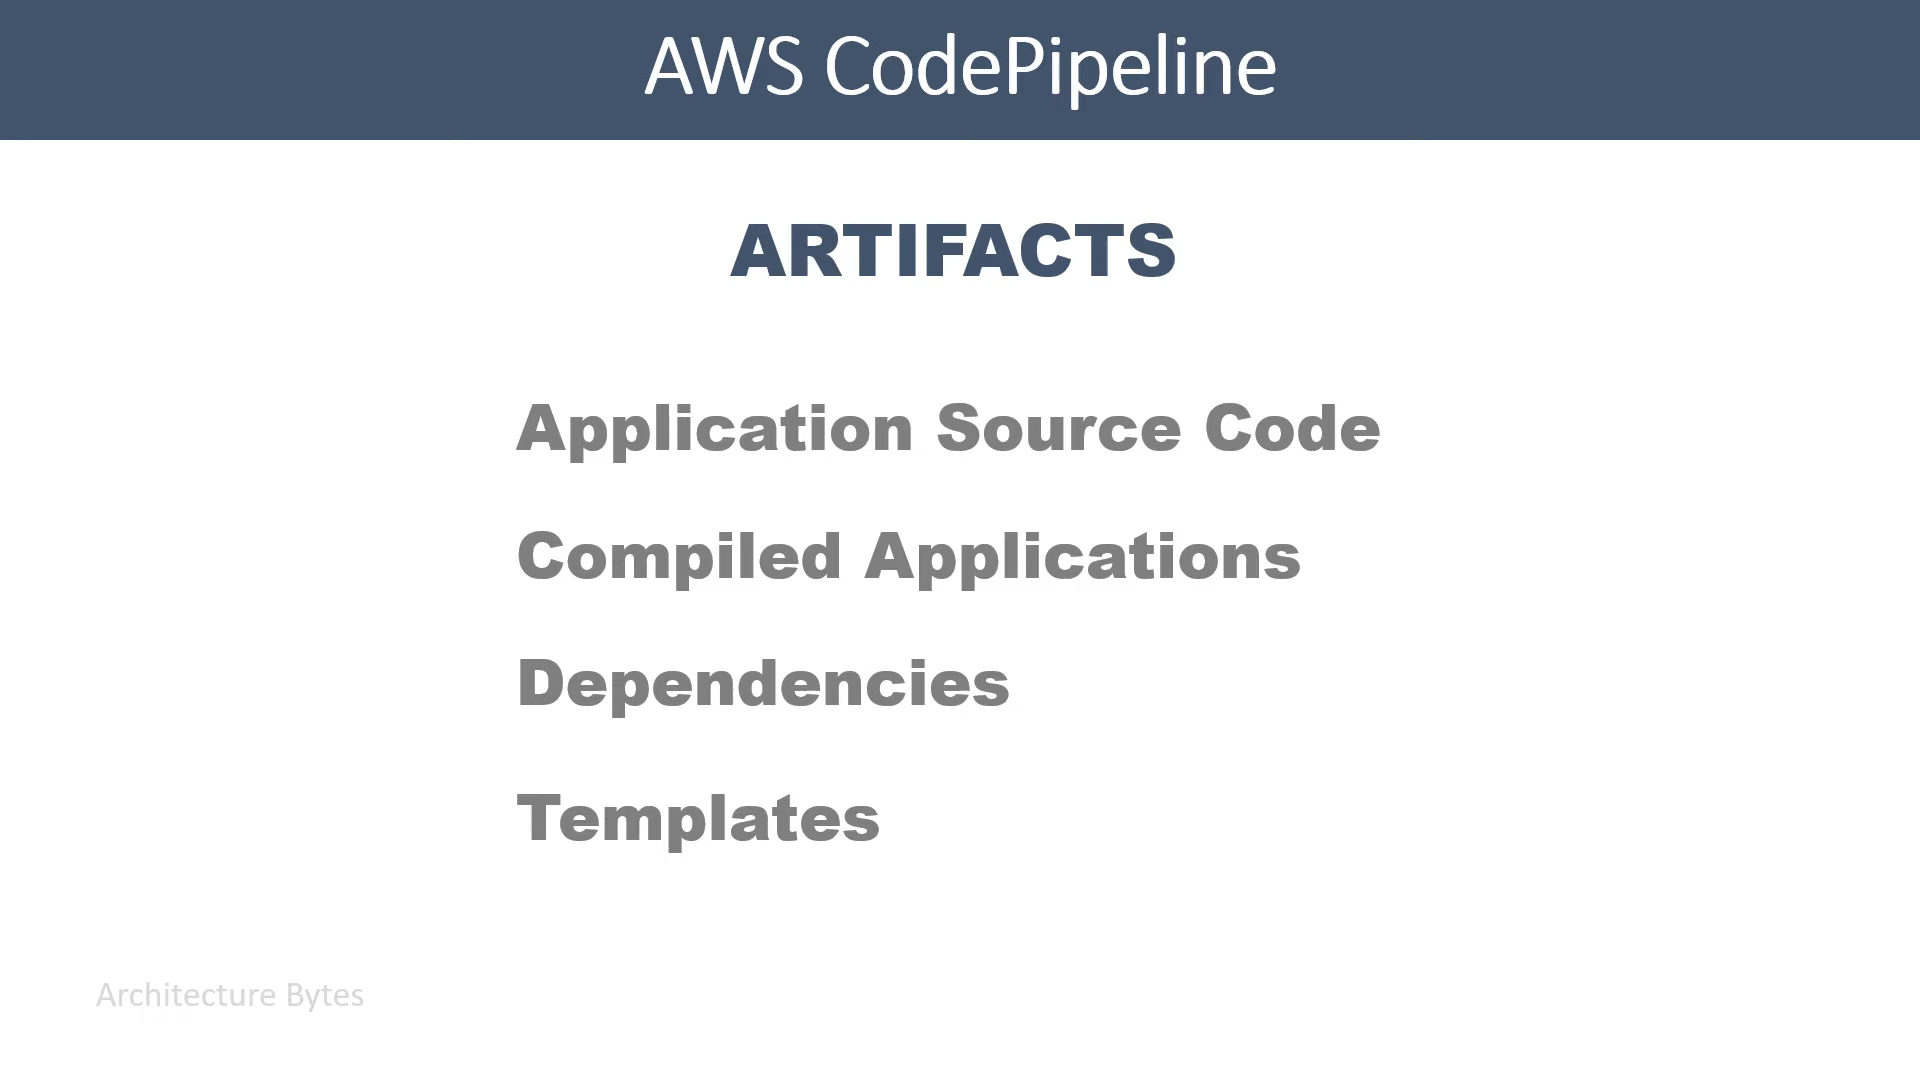 AWS CodePipeline
ARTIFACTS
Application Source Code
Compiled Applications
Dependencies
Templates
Architecture Bytes